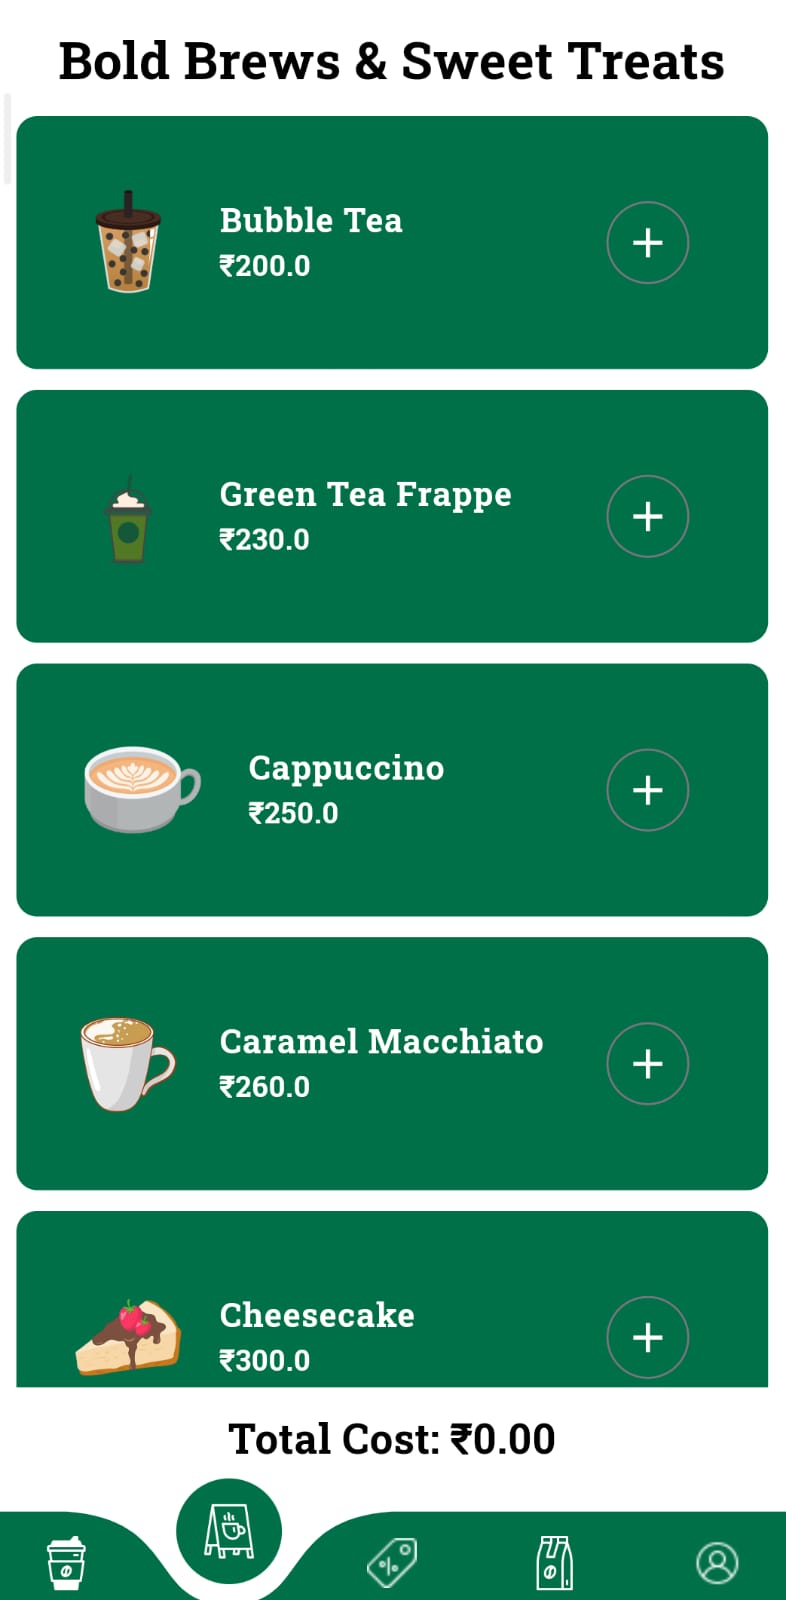 Bold Brews & Sweet Treats
Bubble Tea
₹200.0
Green Tea Frappe
₹230.0
Cappuccino
₹250.0
Caramel Macchiato
₹260.0
Cheesecake
₹300.0
Total Cost: ₹0.00